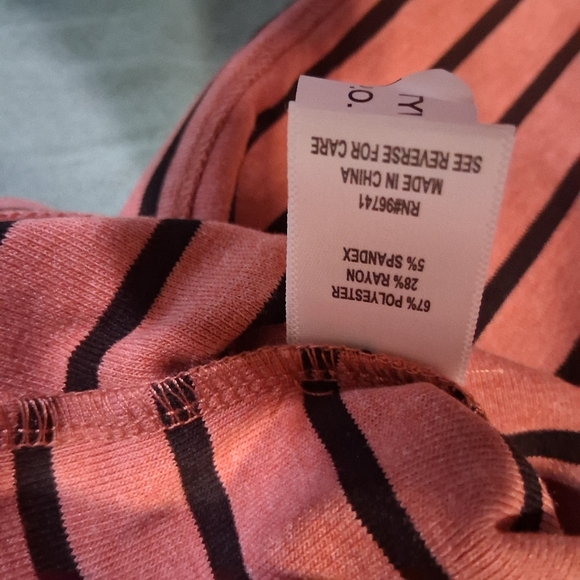 67% POLYESTER
28% RAYON
5% SPANDEX
RN#96741
MADE IN CHINA
SEE REVERSE FOR CARE